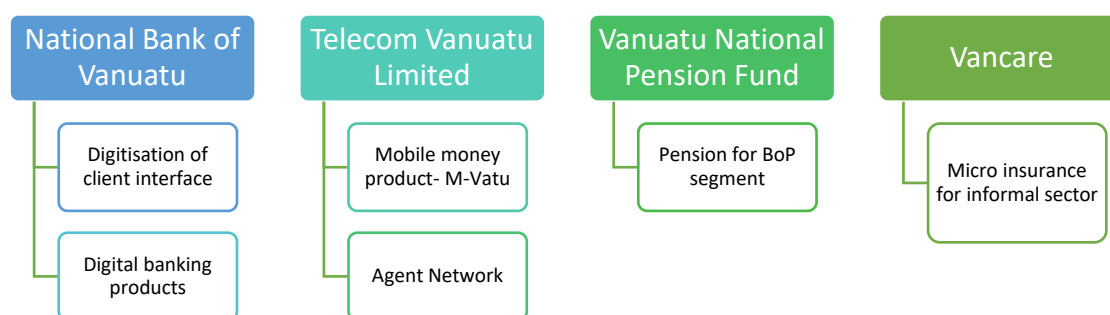 National Bank of
Vanuatu
Digitisation of
client interface
Digital banking
products
Telecom Vanuatu
Limited
Mobile money
product- M-Vatu
Agent Network
Vanuatu National
Pension Fund
Pension for BoP
segment
Vancare
Micro insurance
for informal sector